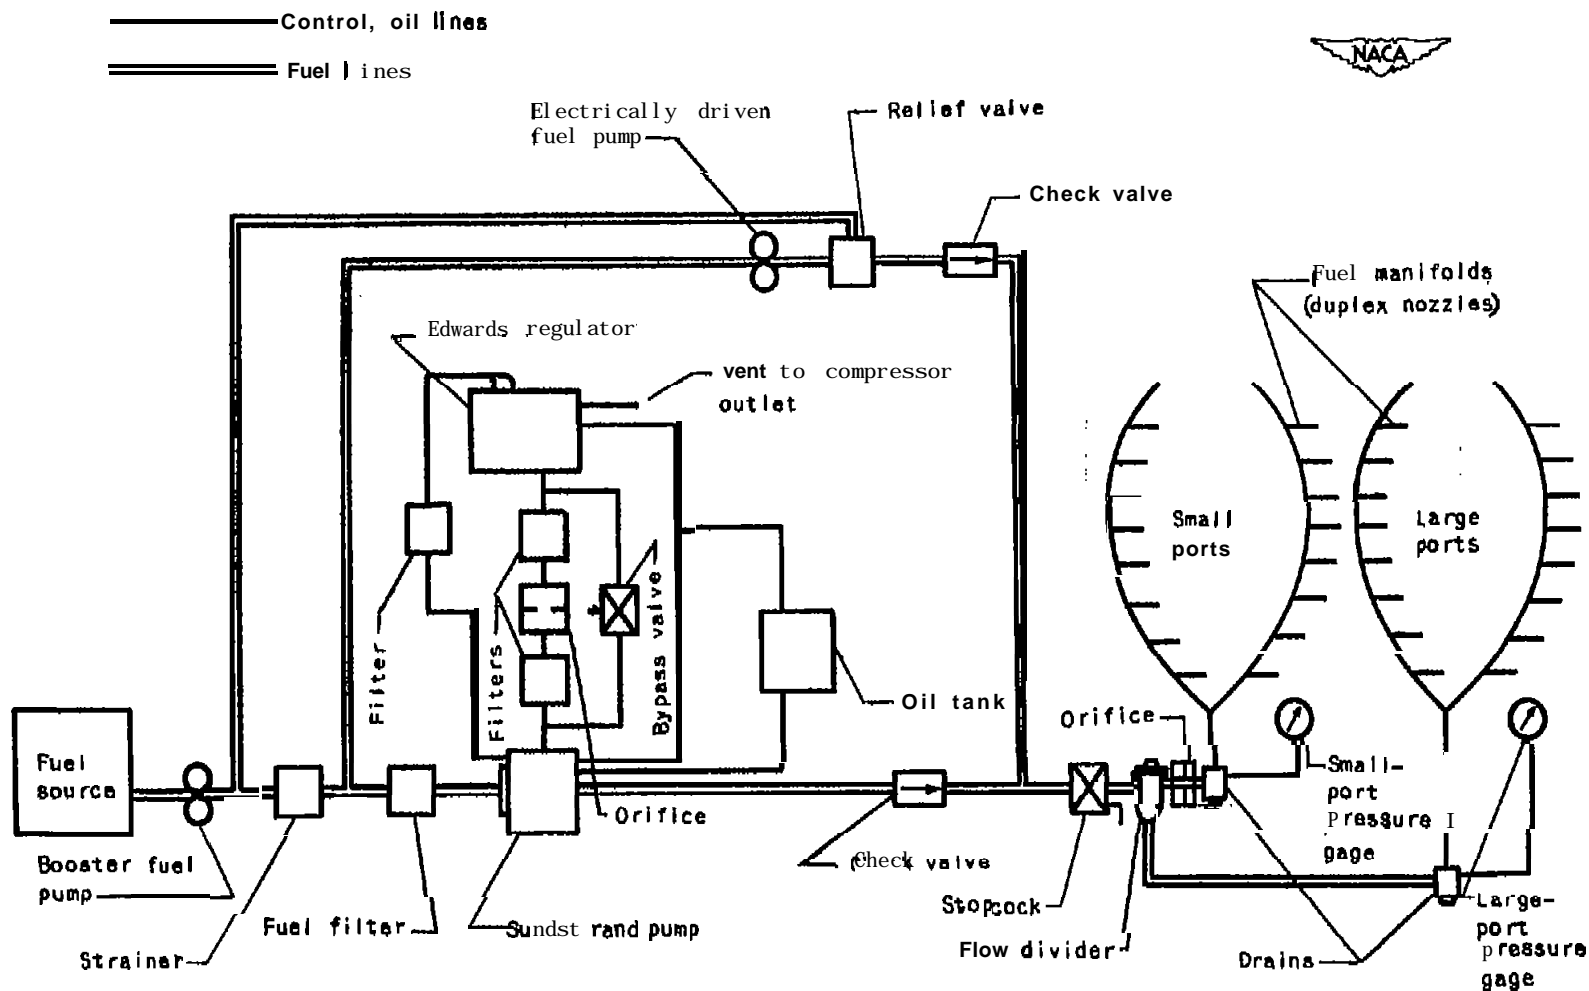 Control, oil lines
Fuel lines
NACA
Electrically driven
fuel pump
Relief valve
Check valve
Fuel manifolds
(duplex nozzles)
Edwards regulator
vent to compressor
outlet
Small
ports
Large
ports
Filter
Filters
Bypass valve
Oil tank
Orifice
Fuel
source
Small-
port
Pressure
gage
Orifice
Check valve
Booster fuel
pump
Stopcock
Large-
port
pressure
gage
Fuel filter
Sundstrand pump
Flow divider
Drains
Strainer